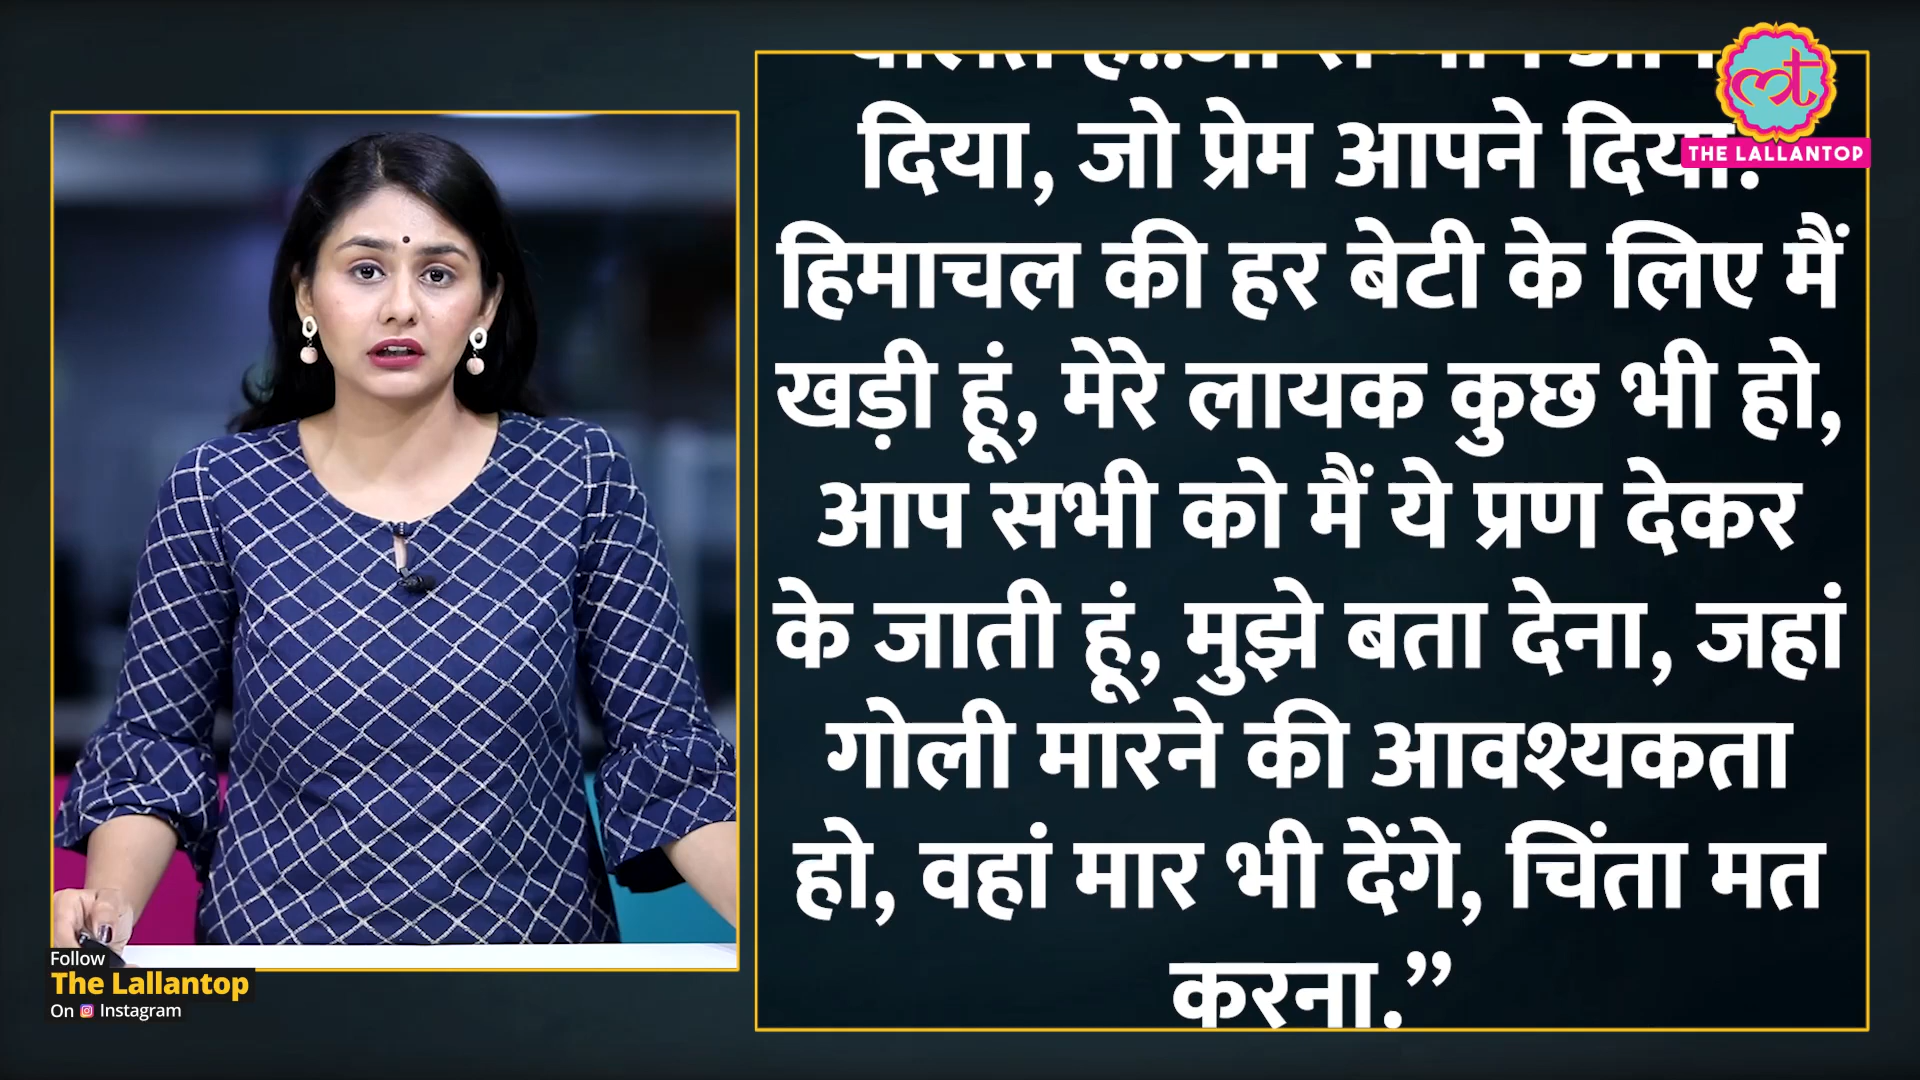 दिया, जो प्रेम आपने दिया.
हिमाचल की हर बेटी के लिए मैं
खड़ी हूं, मेरे लायक कुछ भी हो,
आप सभी को मैं ये प्रण देकर
के जाती हूं, मुझे बता देना, जहां
गोली मारने की आवश्यकता
हो, वहां मार भी देंगे, चिंता मत
करना.”
THE LALLANTOP
Follow
The Lallantop
On Instagram